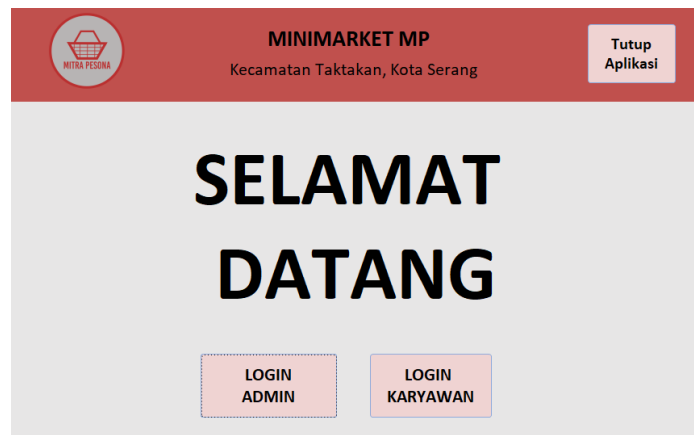 MITRA PESONA
MINIMARKET MP
Kecamatan Taktakan, Kota Serang
Tutup
Aplikasi
SELAMAT
DATANG
LOGIN
ADMIN
LOGIN
KARYAWAN